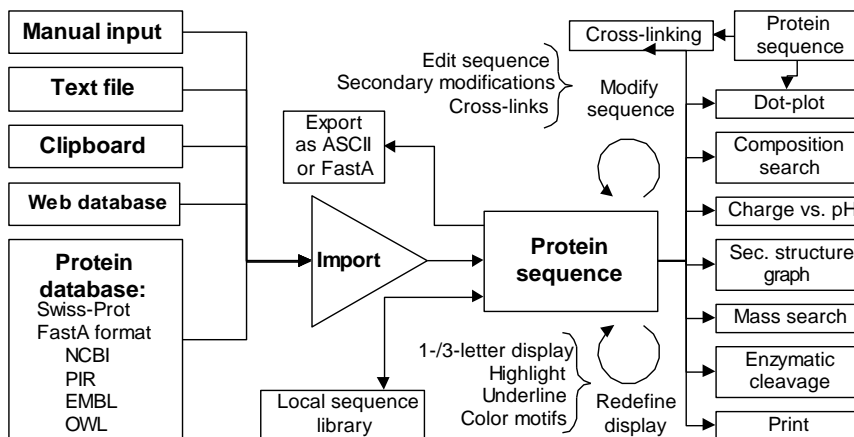 Manual input
Text file
Clipboard
Web database
Protein
database:
Swiss-Prot
FastA format
NCBI
PIR
EMBL
OWL
Export
as ASCII
or FastA
Import
Local sequence
library
Edit sequence
Secondary modifications
Cross-links
Modify
sequence
Protein
sequence
1-/3-letter display
Highlight
Underline
Color motifs
Redefine
display
Cross-linking
Protein
sequence
Dot-plot
Composition
search
Charge vs. pH
Sec. structure
graph
Mass search
Enzymatic
cleavage
Print